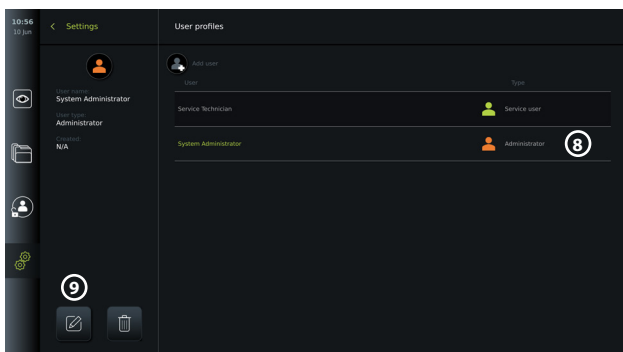 10:56
10 Jun
Settings
User profiles
Add user
User
Type
User name:
System Administrator
User type:
Administrator
Created:
N/A
Service Technician
Service user
System Administrator
Administrator
8
9